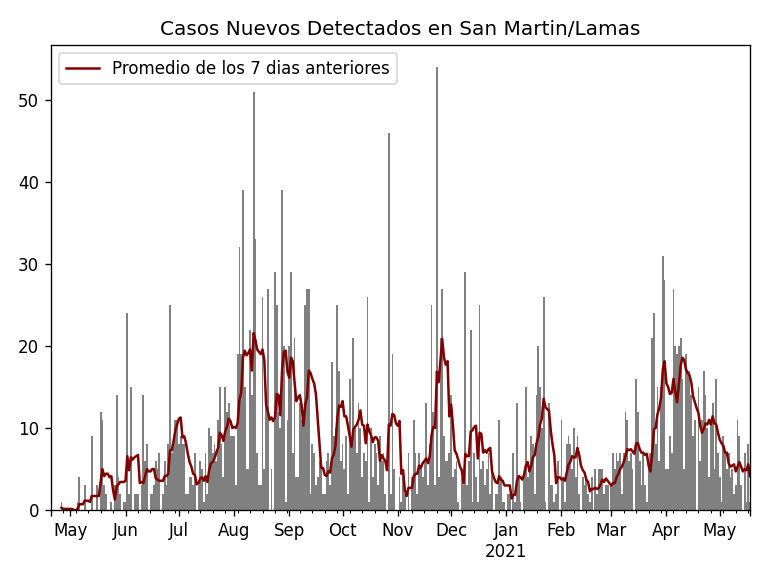 Casos Nuevos Detectados en San Martin/Lamas
Promedio de los 7 dias anteriores
50
40
30
20
10
0
May Jun Jul Aug Sep Oct Nov Dec Jan Feb Mar Apr May
2021